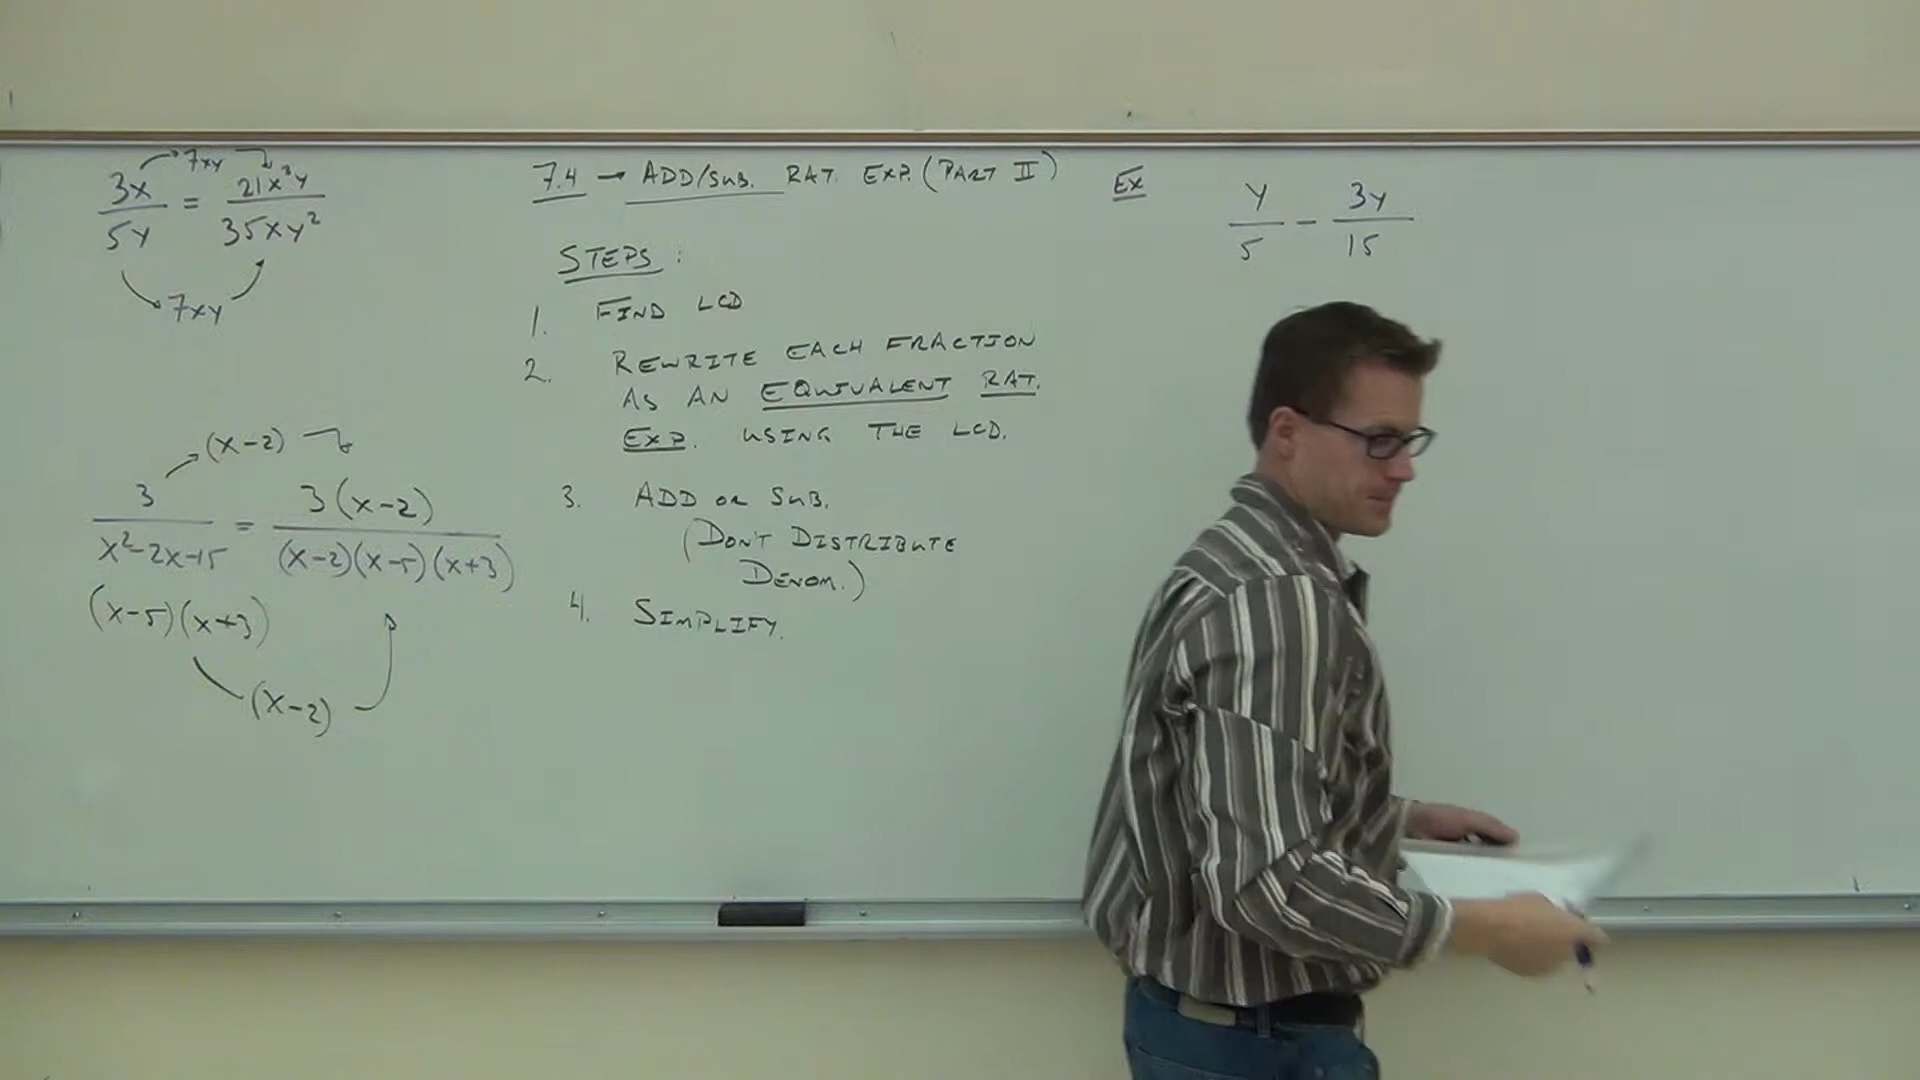 7xy
3x/5y = 21x²y/35xy²
7xy
(x-2)
3/(x²-2x-15) = 3(x-2)/((x-2)(x-5)(x+3))
(x-5)(x+3)
(x-2)
7.4 → ADD/SUB. RAT. EXP. (PART II)
STEPS:
1. FIND LCD
2. REWRITE EACH FRACTION
AS AN EQUIVALENT RAT.
EXP. USING THE LCD.
3. ADD OR SUB.
(DON'T DISTRIBUTE
DENOM.)
4. SIMPLIFY.
EX
y/5 - 3y/15